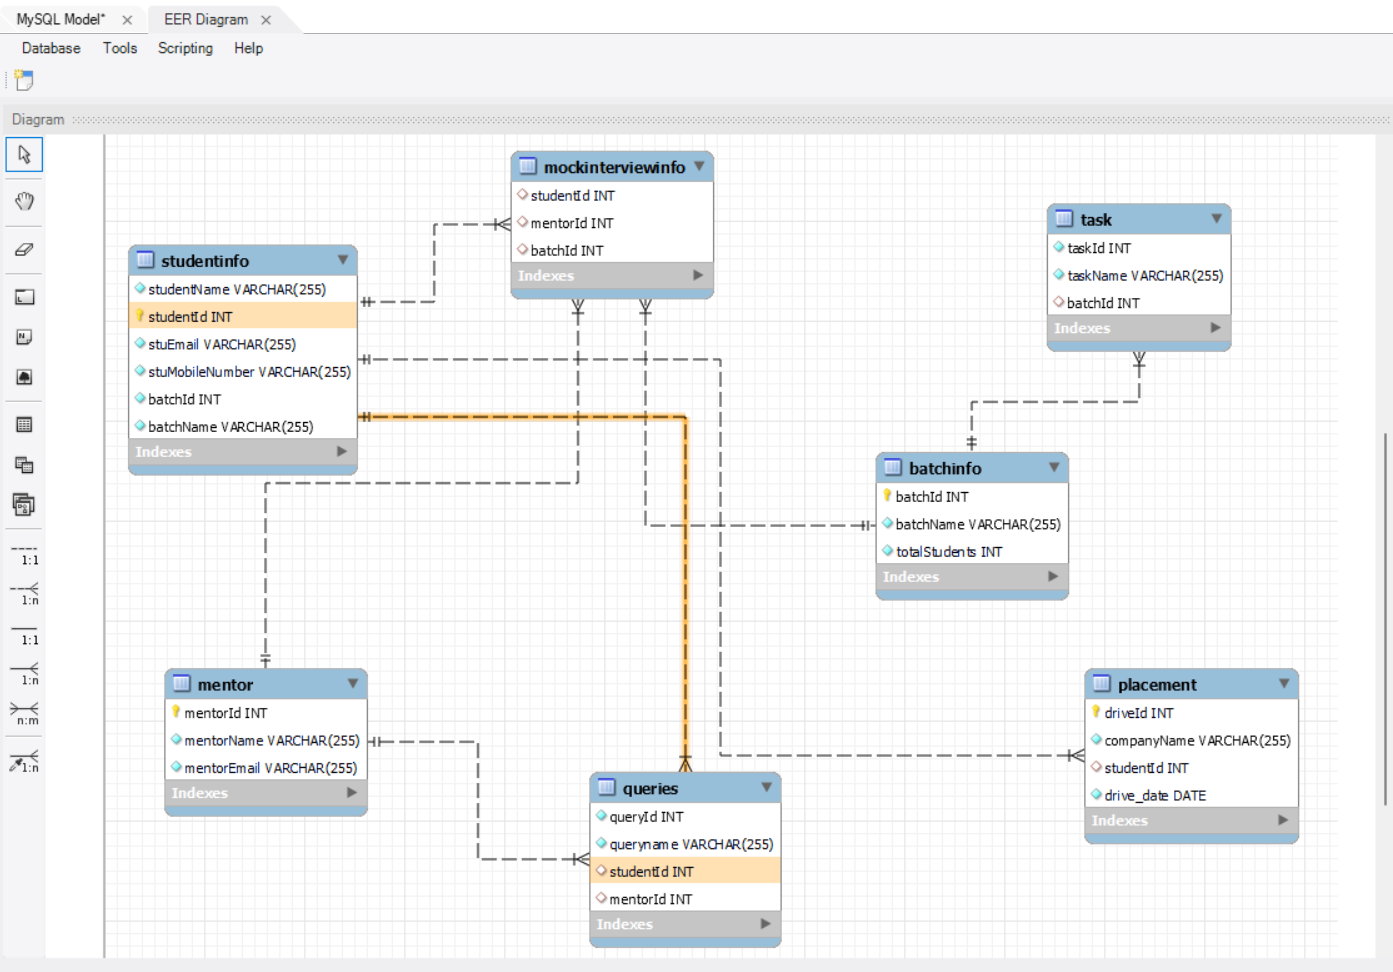 MySQL Model* ×
EER Diagram ×
Database Tools Scripting Help
Diagram
mockinterviewinfo
studentId INT
mentorId INT
batchId INT
Indexes
task
taskId INT
taskName VARCHAR(255)
batchId INT
Indexes
studentinfo
studentName VARCHAR(255)
studentId INT
stuEmail VARCHAR(255)
stuMobileNumber VARCHAR(255)
batchId INT
batchName VARCHAR(255)
Indexes
batchinfo
batchId INT
batchName VARCHAR(255)
totalStudents INT
Indexes
mentor
mentorId INT
mentorName VARCHAR(255)
mentorEmail VARCHAR(255)
Indexes
placement
driveId INT
companyName VARCHAR(255)
studentId INT
drive_date DATE
Indexes
queries
queryId INT
queryname VARCHAR(255)
studentId INT
mentorId INT
Indexes
1:1
1:n
1:1
1:n
n:m
1:n